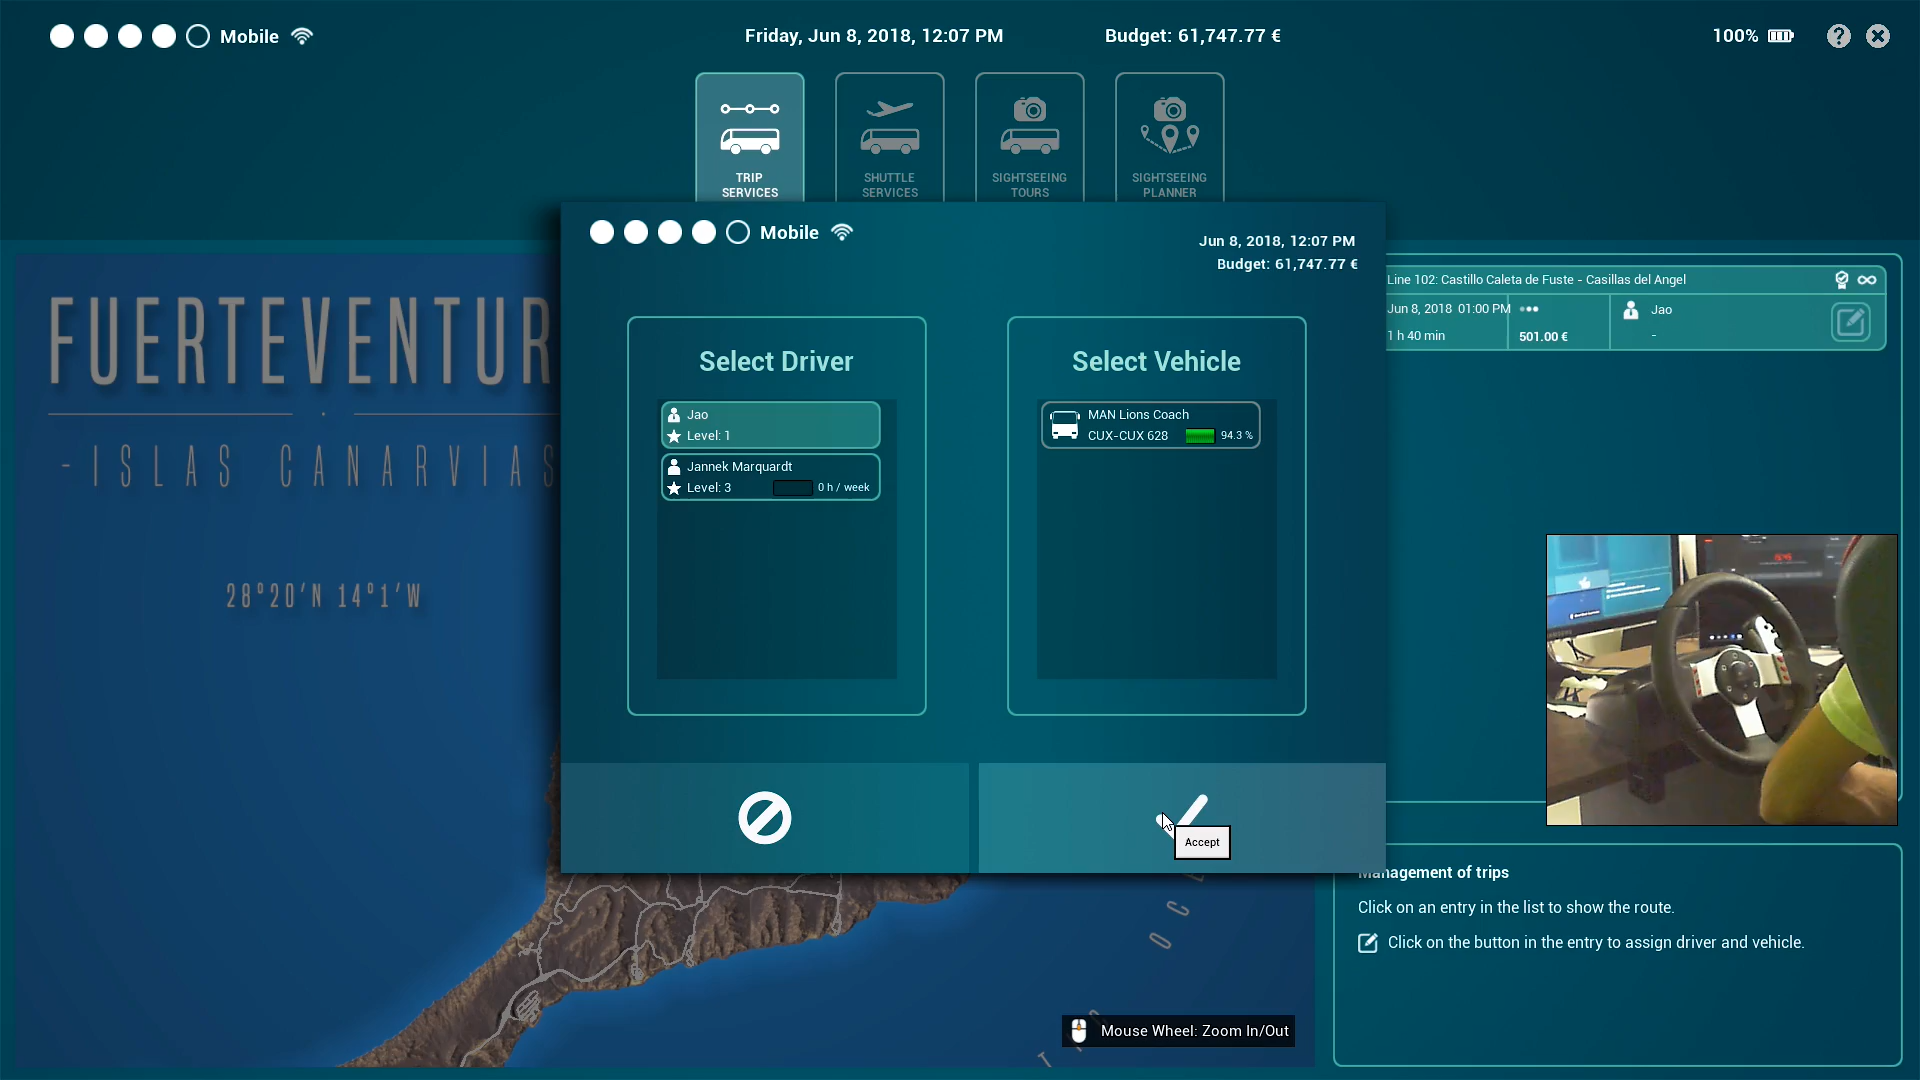 Mobile
Friday, Jun 8, 2018, 12:07 PM
Budget: 61,747.77 €
100%
TRIP
SERVICES
SHUTTLE
SERVICES
SIGHTSEEING
TOURS
SIGHTSEEING
PLANNER
Mobile
Jun 8, 2018, 12:07 PM
Budget: 61,747.77 €
Select Driver
Jao
Level: 1
Jannek Marquardt
Level: 3
0 h / week
Select Vehicle
MAN Lions Coach
CUX-CUX 628
94.3 %
Accept
Line 102: Castillo Caleta de Fuste - Casillas del Angel
Jun 8, 2018 01:00 PM
•••
Jao
1 h 40 min
501.00 €
-
FUERTEVENTUR
-ISLAS CANARVIAS
28°20'N 14°1'W
Management of trips
Click on an entry in the list to show the route.
Click on the button in the entry to assign driver and vehicle.
Mouse Wheel: Zoom In/Out